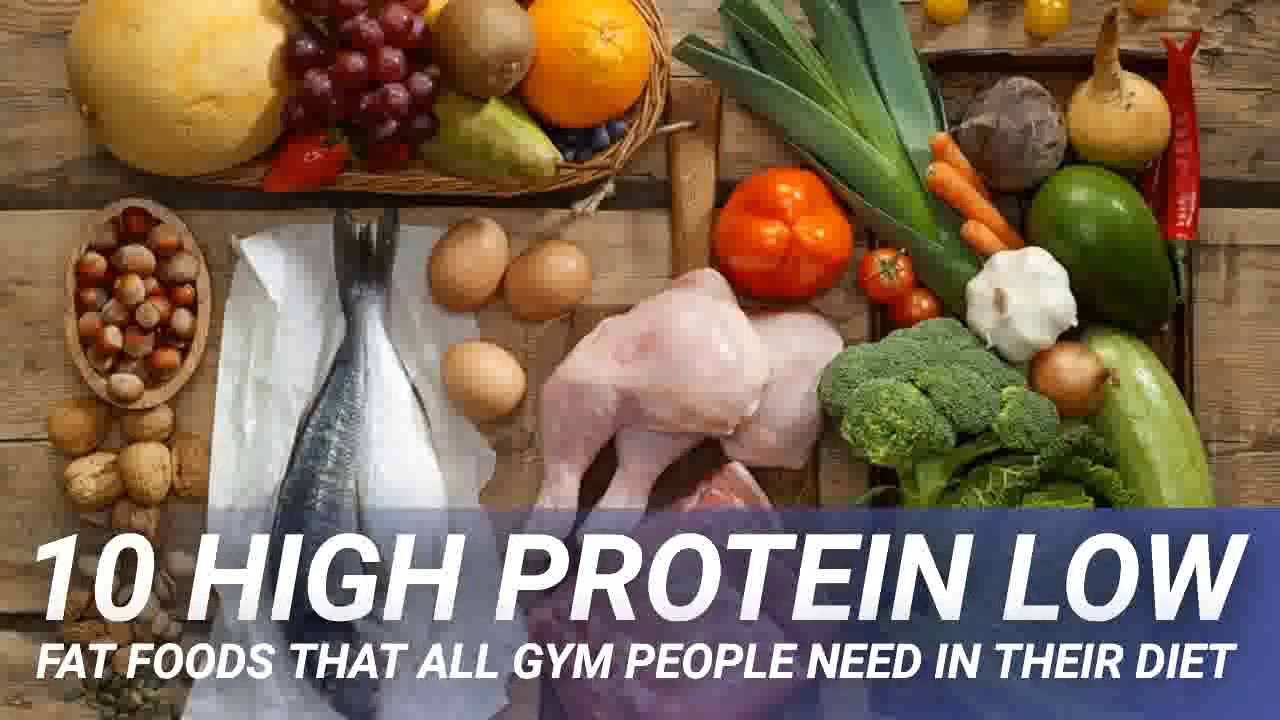 10 HIGH PROTEIN LOW
FAT FOODS THAT ALL GYM PEOPLE NEED IN THEIR DIET